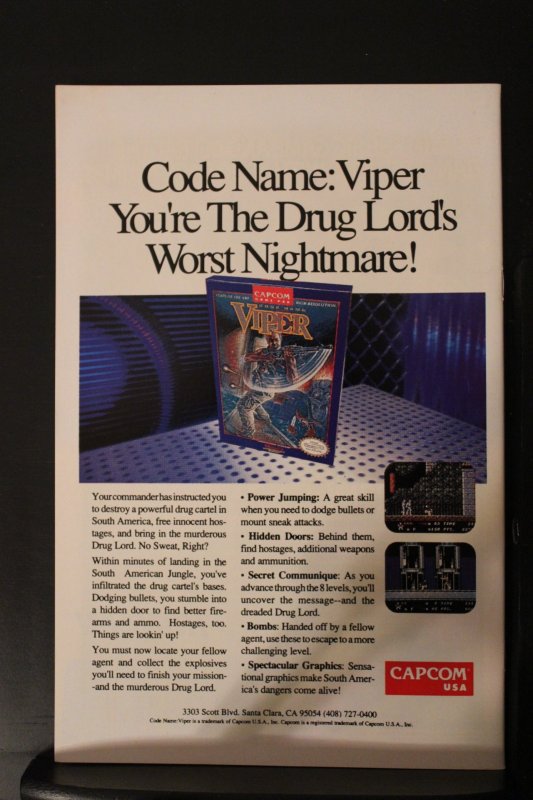 Code Name: Viper
You're The Drug Lord's
Worst Nightmare!
CAPCOM
VIPER
Your commander has instructed you
to destroy a powerful drug cartel in
South America, free innocent hos-
tages, and bring in the murderous
Drug Lord. No Sweat, Right?
Within minutes of landing in the
South American Jungle, you've
infiltrated the drug cartel's bases.
Dodging bullets, you stumble into
a hidden door to find better fire-
arms and ammo. Hostages, too.
Things are lookin' up!
You must now locate your fellow
agent and collect the explosives
you'll need to finish your mission-
-and the murderous Drug Lord.
• Power Jumping: A great skill
when you need to dodge bullets or
mount sneak attacks.
• Hidden Doors: Behind them,
find hostages, additional weapons
and ammunition.
• Secret Communique: As you
advance through the 8 levels, you'll
uncover the message--and the
dreaded Drug Lord.
• Bombs: Handed off by a fellow
agent, use these to escape to a more
challenging level.
• Spectacular Graphics: Sensa-
tional graphics make South Amer-
ica's dangers come alive!
CAPCOM
USA
3303 Scott Blvd. Santa Clara, CA 95054 (408) 727-0400
Code Name: Viper is a trademark of Capcom U.S.A., Inc. Capcom is a registered trademark of Capcom U.S.A., Inc.